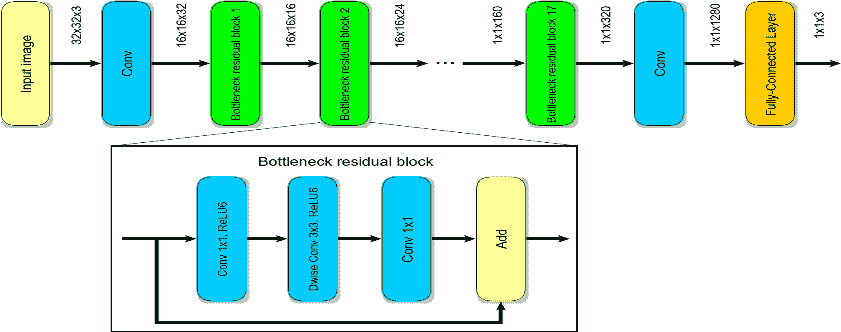 Input image
32x32x3
Conv
16x16x32
Bottleneck residual block 1
16x16x16
Bottleneck residual block 2
16x16x24
...
1x1x160
Bottleneck residual block 17
1x1x320
Conv
1x1x1280
Fully-Connected Layer
1x1x3
Bottleneck residual block
Conv 1x1, ReLU6
Dwise Conv 3x3, ReLU6
Conv 1x1
Add